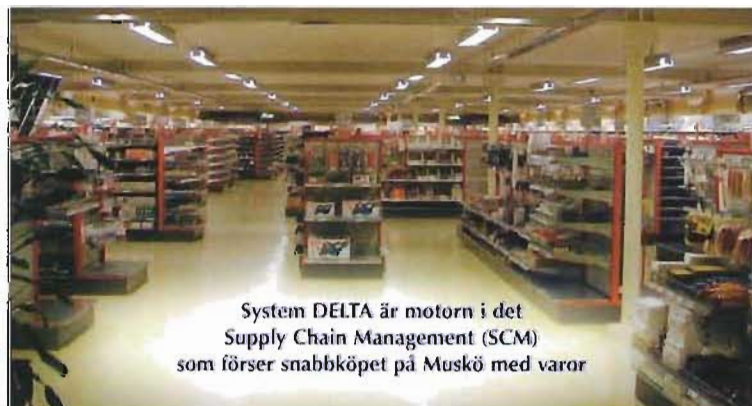 System DELTA är motorn i det
Supply Chain Management (SCM)
som förser snabbköpet på Muskö med varor